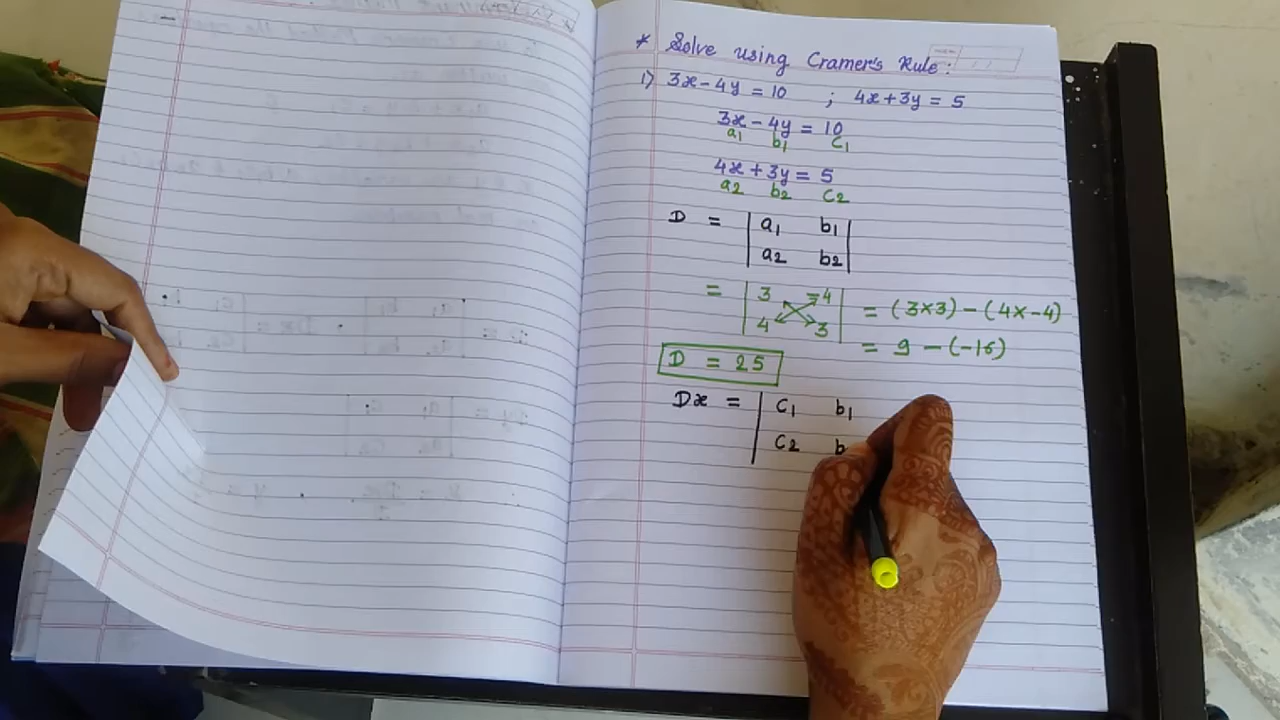 * Solve using Cramer's Rule:
1) 3x - 4y = 10 ; 4x + 3y = 5
3x - 4y = 10
a1 b1 C1
4x + 3y = 5
a2 b2 C2
D = | a1 b1 |
| a2 b2 |
= | 3 -4 | = (3×3) - (4×-4)
| 4 3 |
= 9 - (-16)
D = 25
Dx = | C1 b1
| C2 b